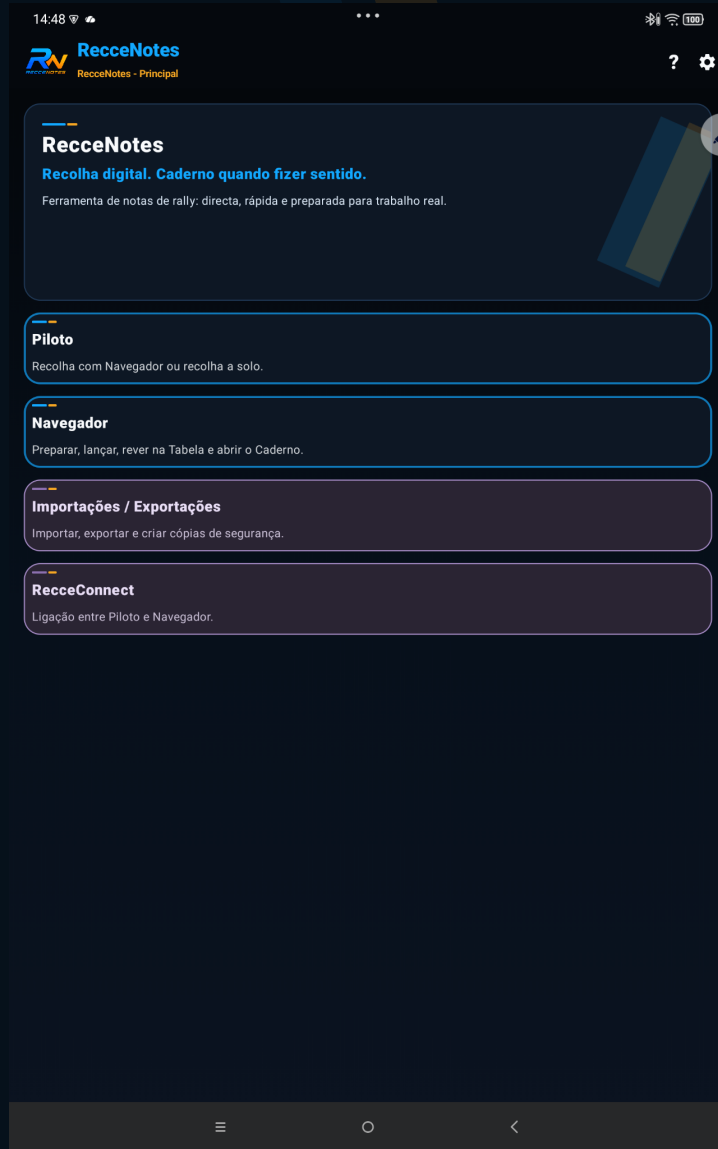 14:48
100
RecceNotes
RECCENOTES
RecceNotes - Principal
?
RecceNotes
Recolha digital. Caderno quando fizer sentido.
Ferramenta de notas de rally: directa, rápida e preparada para trabalho real.
Piloto
Recolha com Navegador ou recolha a solo.
Navegador
Preparar, lançar, rever na Tabela e abrir o Caderno.
Importações / Exportações
Importar, exportar e criar cópias de segurança.
RecceConnect
Ligação entre Piloto e Navegador.